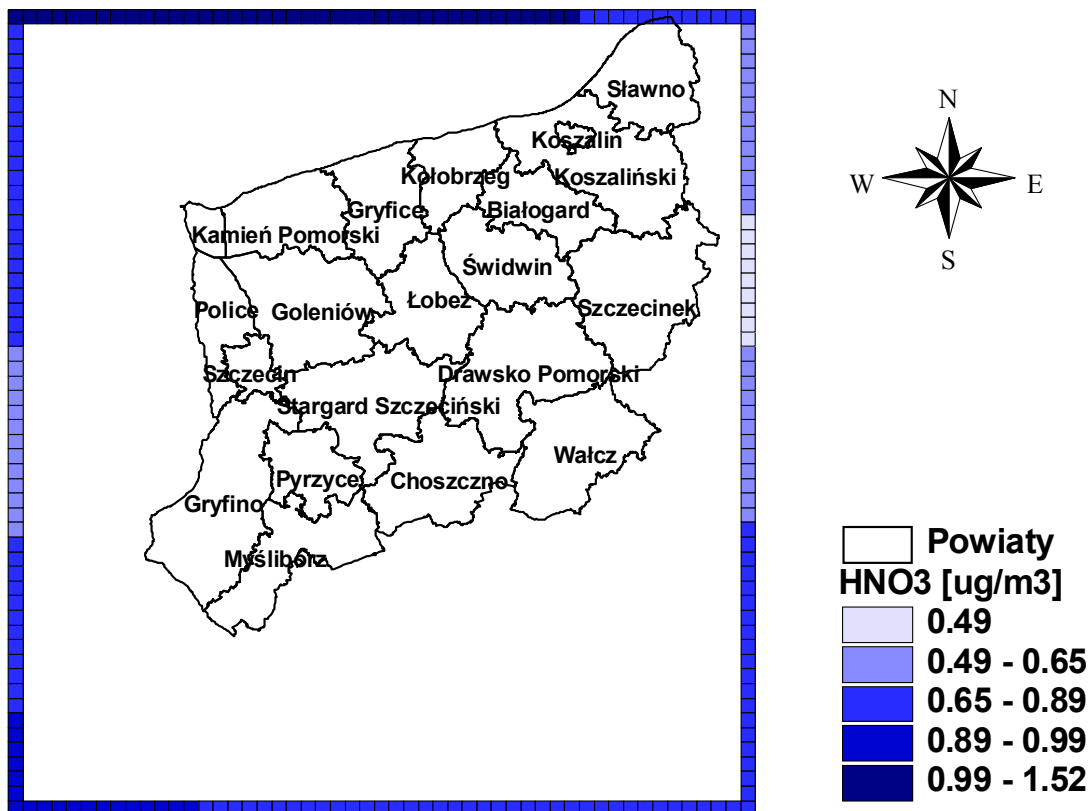 Sławno
N
Koszalin
Kołobrzeg
Koszaliński
W
E
Gryfice
Białogard
Kamień Pomorski
S
Świdwin
Police
Goleniów
Łobez
Szczecinek
Szczecin
Drawsko Pomorski
Stargard Szczeciński
Wałcz
Pyrzyce
Choszczno
Gryfino
Myślibórz
Powiaty
HNO3 [ug/m3]
0.49
0.49 - 0.65
0.65 - 0.89
0.89 - 0.99
0.99 - 1.52